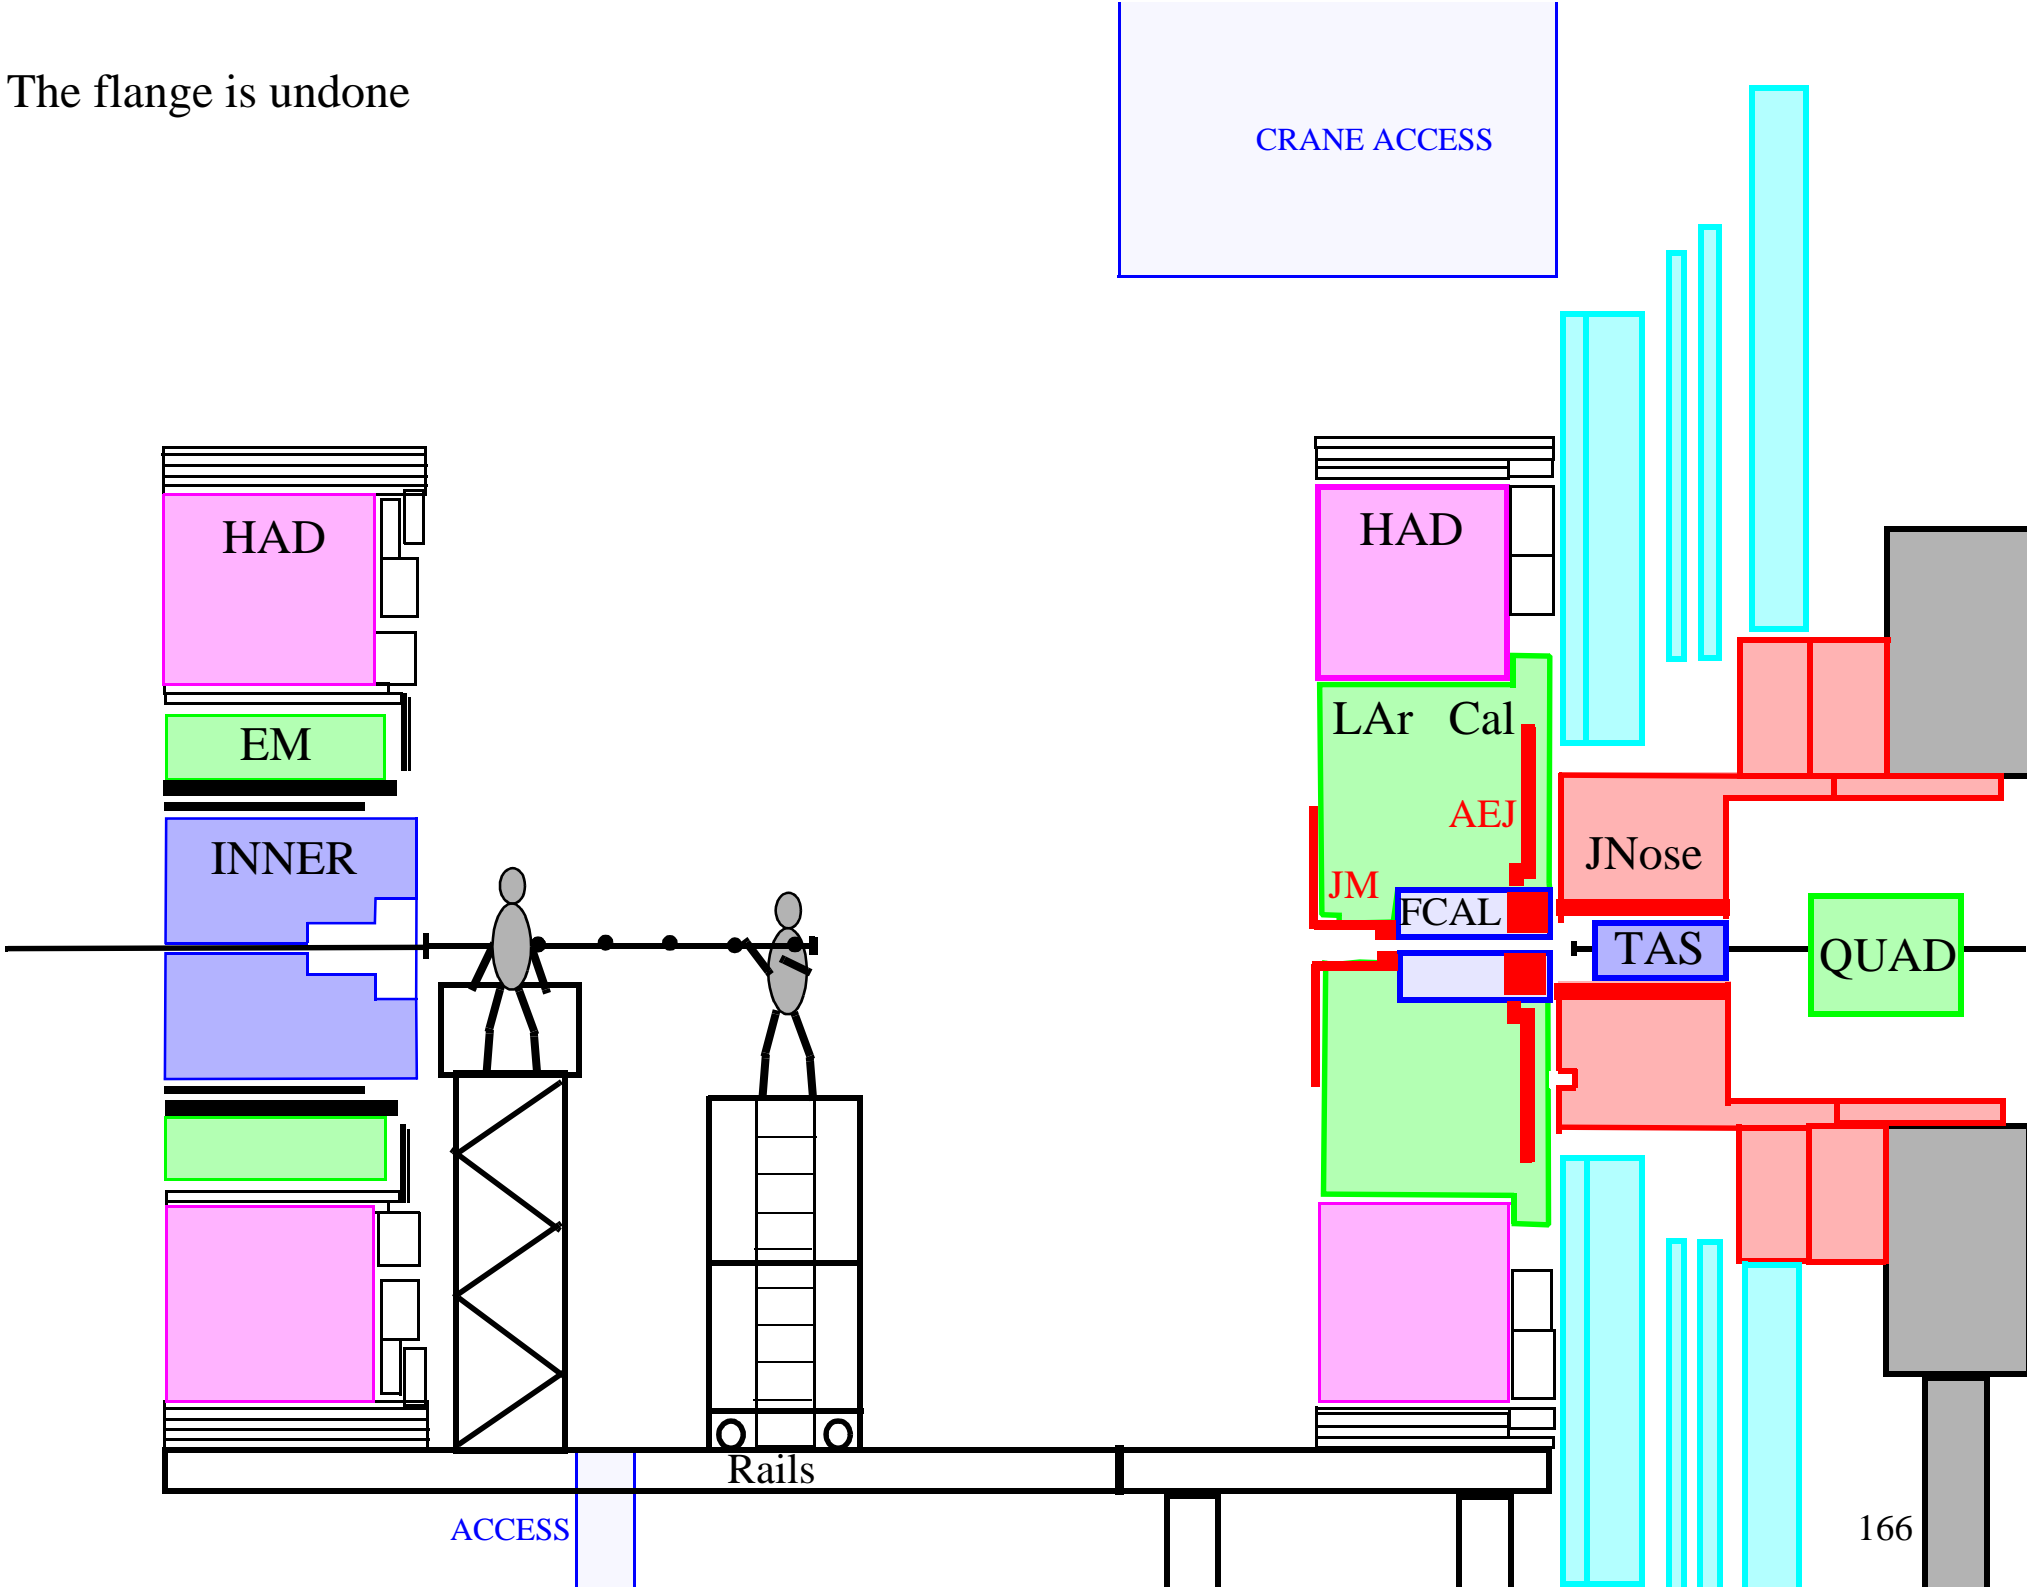 The flange is undone
CRANE ACCESS
HAD
HAD
EM
LAr Cal
AEJ
INNER
JNose
JM
FCAL
TAS
QUAD
Rails
ACCESS
166